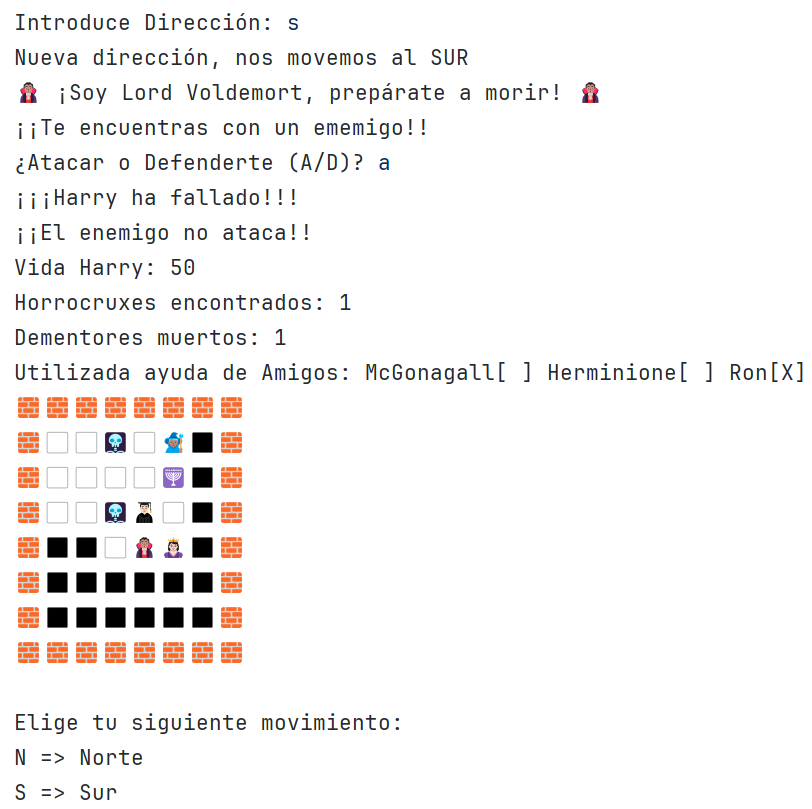 Introduce Dirección: s
Nueva dirección, nos movemos al SUR
¡Soy Lord Voldemort, prepárate a morir!
¡¡Te encuentras con un ememigo!!
¿Atacar o Defenderte (A/D)? a
¡¡¡Harry ha fallado!!!
¡¡El enemigo no ataca!!
Vida Harry: 50
Horrocruxes encontrados: 1
Dementores muertos: 1
Utilizada ayuda de Amigos: McGonagall[ ] Herminione[ ] Ron[X]
Elige tu siguiente movimiento:
N => Norte
S => Sur